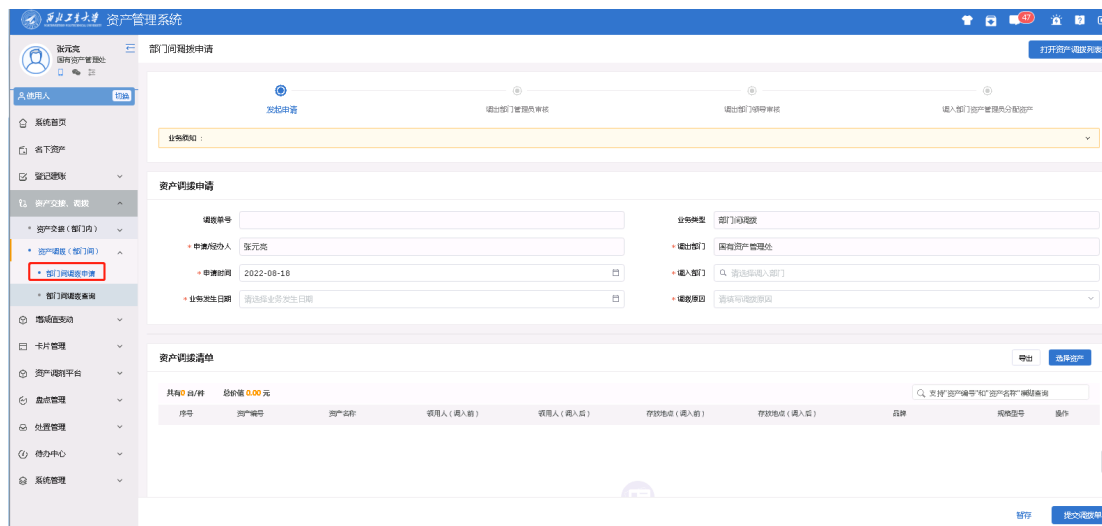 西北工业大学 资产管理系统
47
张元亮
国有资产管理处
使用人 切换
系统首页
名下资产
登记建账
资产交接、调拨
资产交接(部门内)
资产调拨(部门间)
部门间调拨申请
部门间调拨查询
增减值变动
卡片管理
资产调剂平台
盘点管理
处置管理
待办中心
系统管理
部门间调拨申请
打开资产调拨列表
发起申请 调出部门管理员审核 调出部门领导审核 调入部门资产管理员分配资产
业务须知:
资产调拨申请
调拨单号 业务类型 部门间调拨
*申请/经办人 张元亮 *调出部门 国有资产管理处
*申请时间 2022-08-18 *调入部门 请选择调入部门
*业务发生日期 请选择业务发生日期 *调拨原因 请填写调拨原因
资产调拨清单 导出 选择资产
共有0 台/件 总价值 0.00 元 支持"资产编号"和"资产名称"模糊查询
序号 资产编号 资产名称 领用人(调入前) 领用人(调入后) 存放地点(调入前) 存放地点(调入后) 品牌 规格型号 操作
暂存 提交调拨单